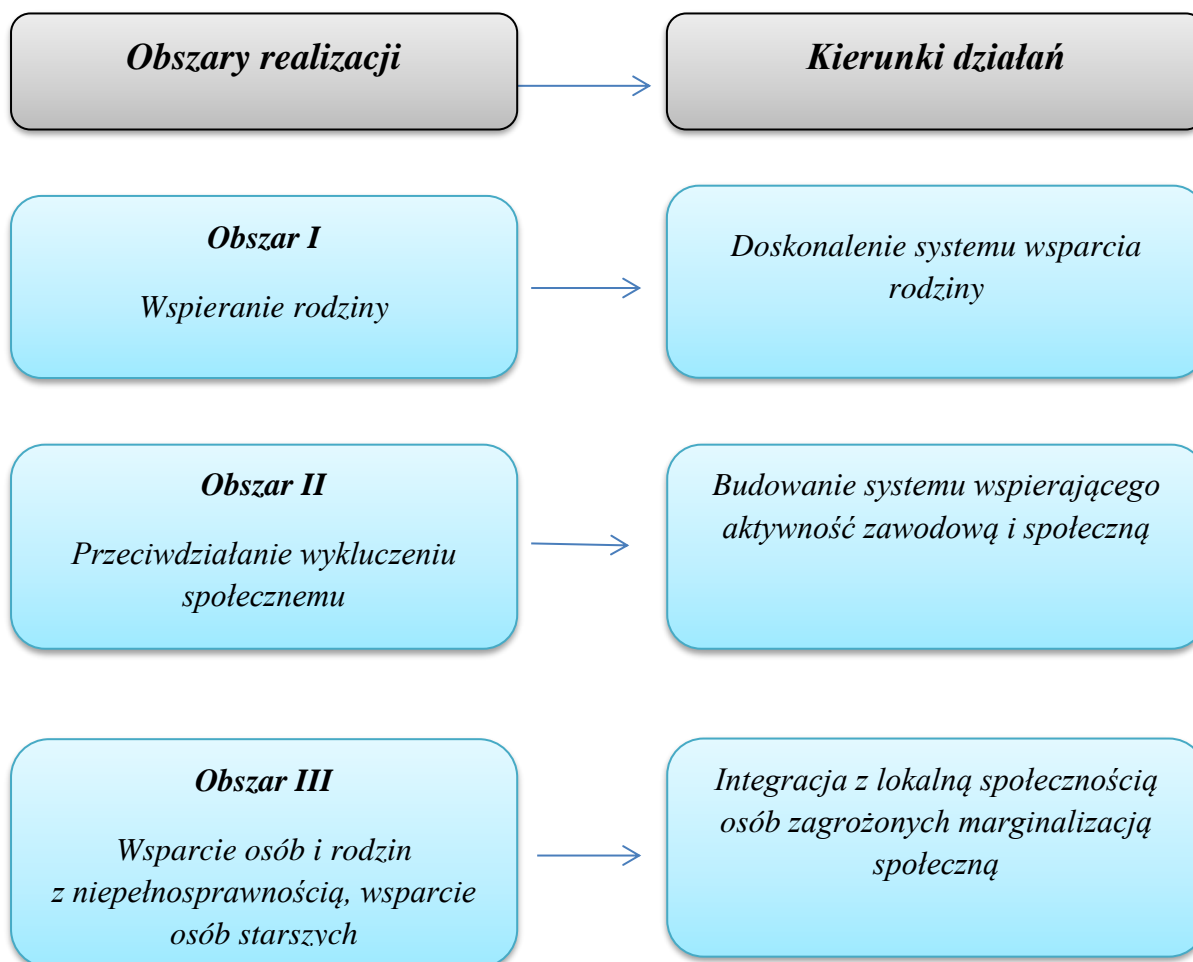 Obszary realizacji
Kierunki działań
Obszar I
Wspieranie rodziny
Doskonalenie systemu wsparcia
rodziny
Obszar II
Przeciwdziałanie wykluczeniu
społecznemu
Budowanie systemu wspierającego
aktywność zawodową i społeczną
Obszar III
Wsparcie osób i rodzin
z niepełnosprawnością, wsparcie
osób starszych
Integracja z lokalną społecznością
osób zagrożonych marginalizacją
społeczną